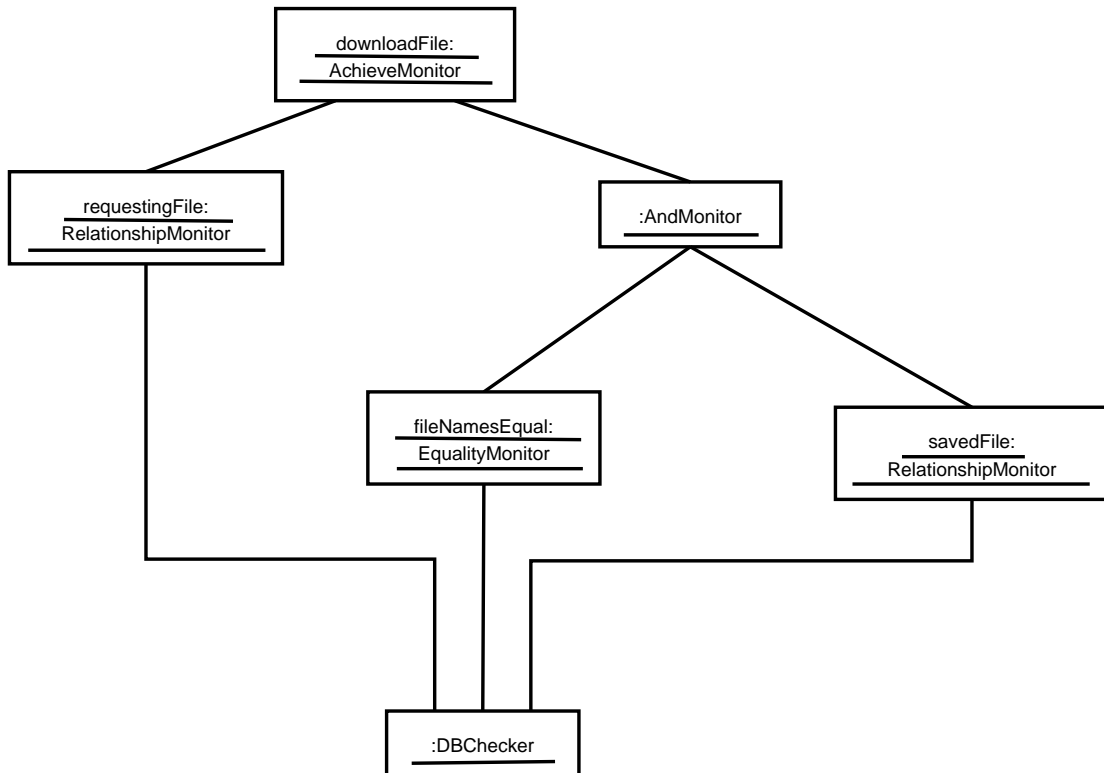 downloadFile:
AchieveMonitor
requestingFile:
RelationshipMonitor
:AndMonitor
fileNamesEqual:
EqualityMonitor
savedFile:
RelationshipMonitor
:DBChecker